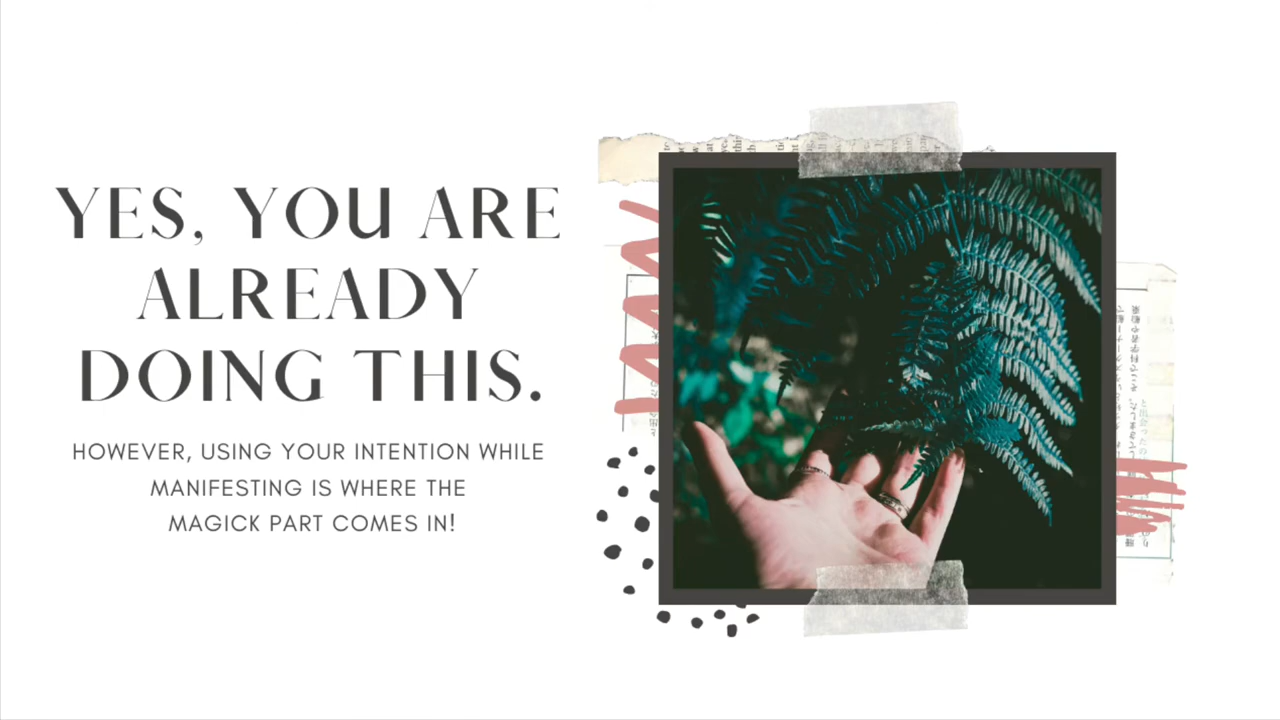 YES, YOU ARE
ALREADY
DOING THIS.
HOWEVER, USING YOUR INTENTION WHILE
MANIFESTING IS WHERE THE
MAGICK PART COMES IN!